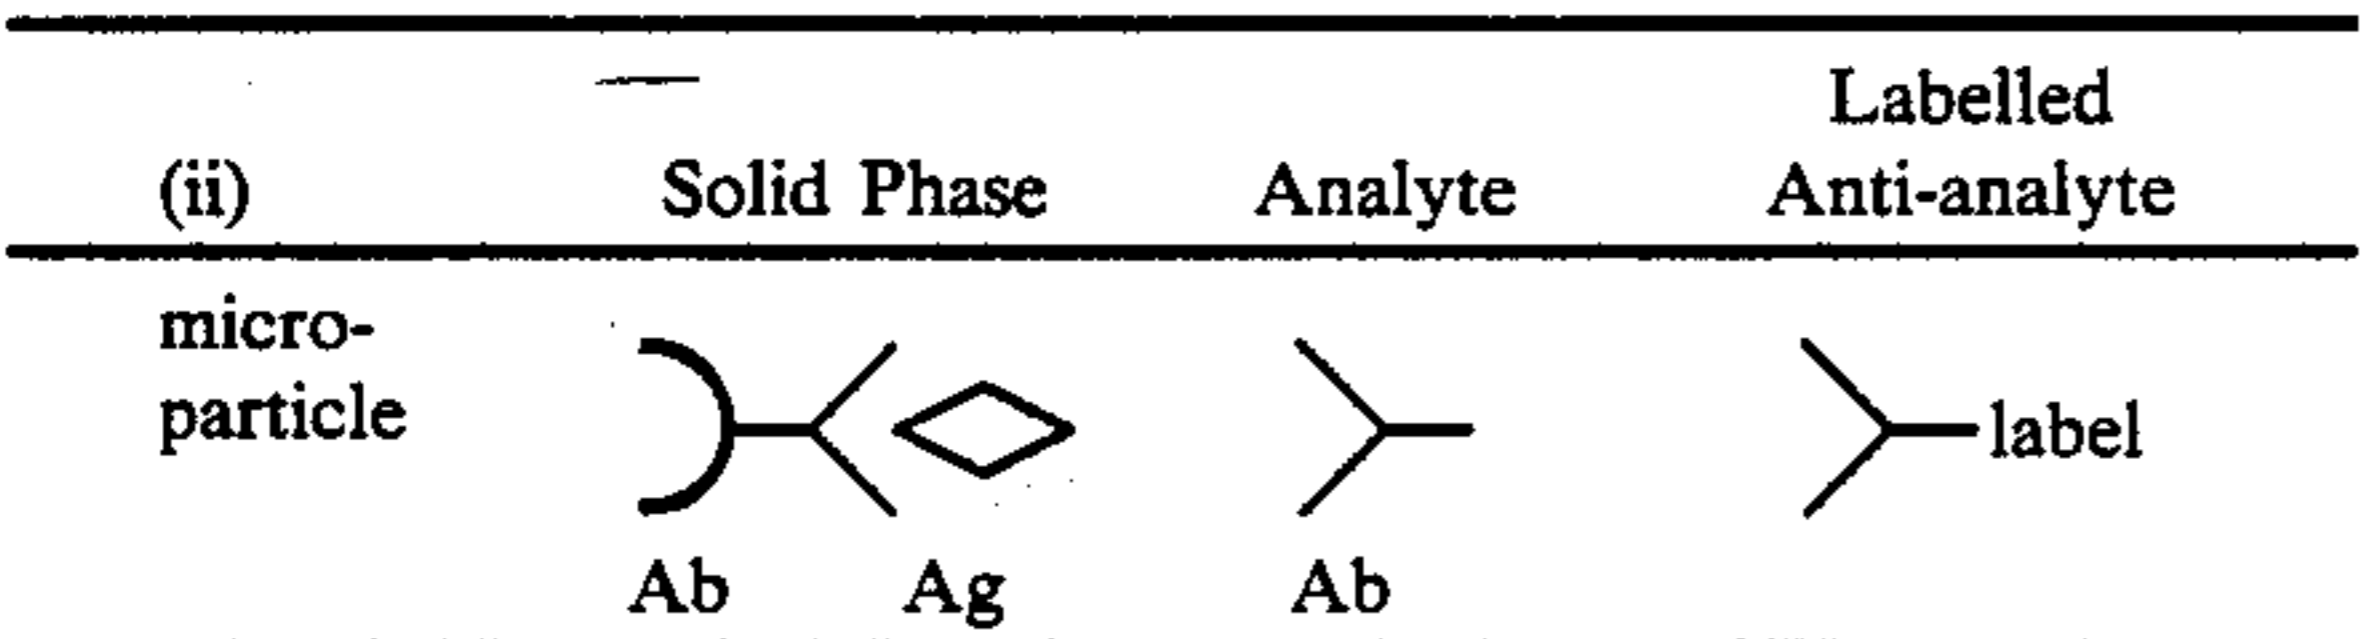 Labelled
(ii) Solid Phase Analyte Anti-analyte
micro-
particle
label
Ab Ag Ab